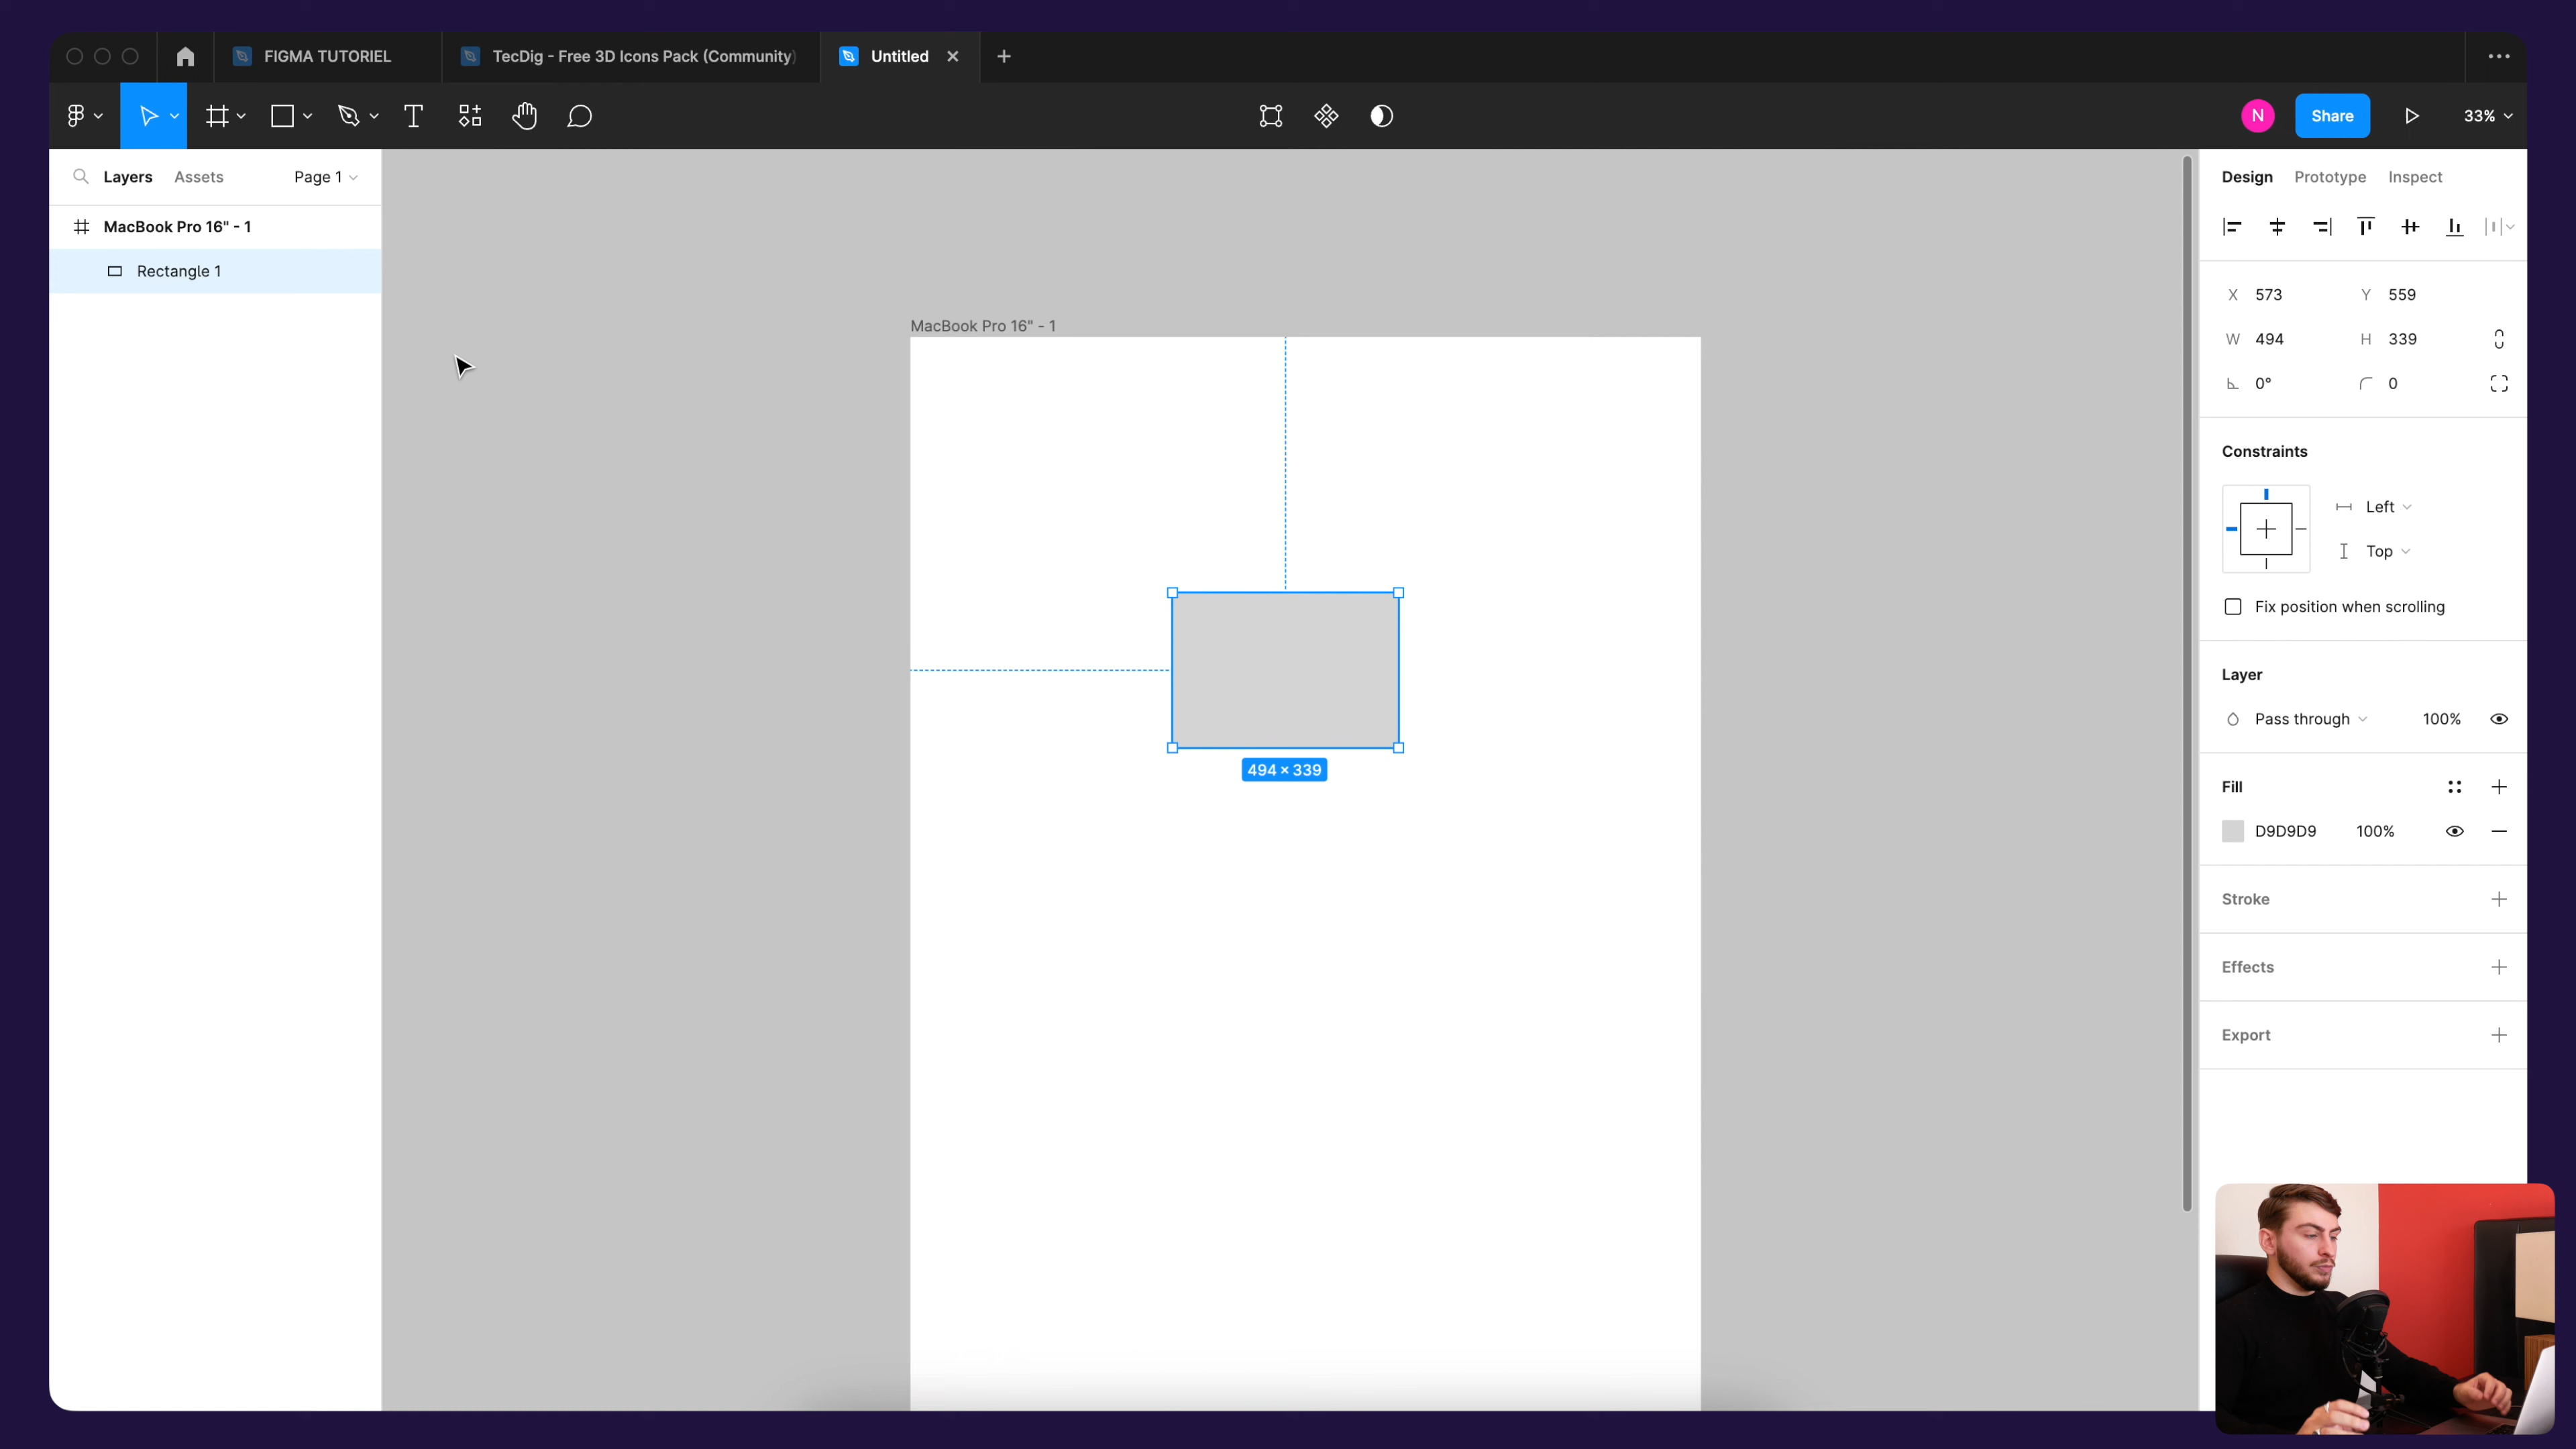 FIGMA TUTORIEL
TecDig - Free 3D Icons Pack (Community)
Untitled
N
Share
33%
Layers
Assets
Page 1
MacBook Pro 16" - 1
Rectangle 1
MacBook Pro 16" - 1
494 × 339
Design
Prototype
Inspect
X 573
Y 559
W 494
H 339
0°
0
Constraints
Left
Top
Fix position when scrolling
Layer
Pass through
100%
Fill
D9D9D9
100%
Stroke
Effects
Export